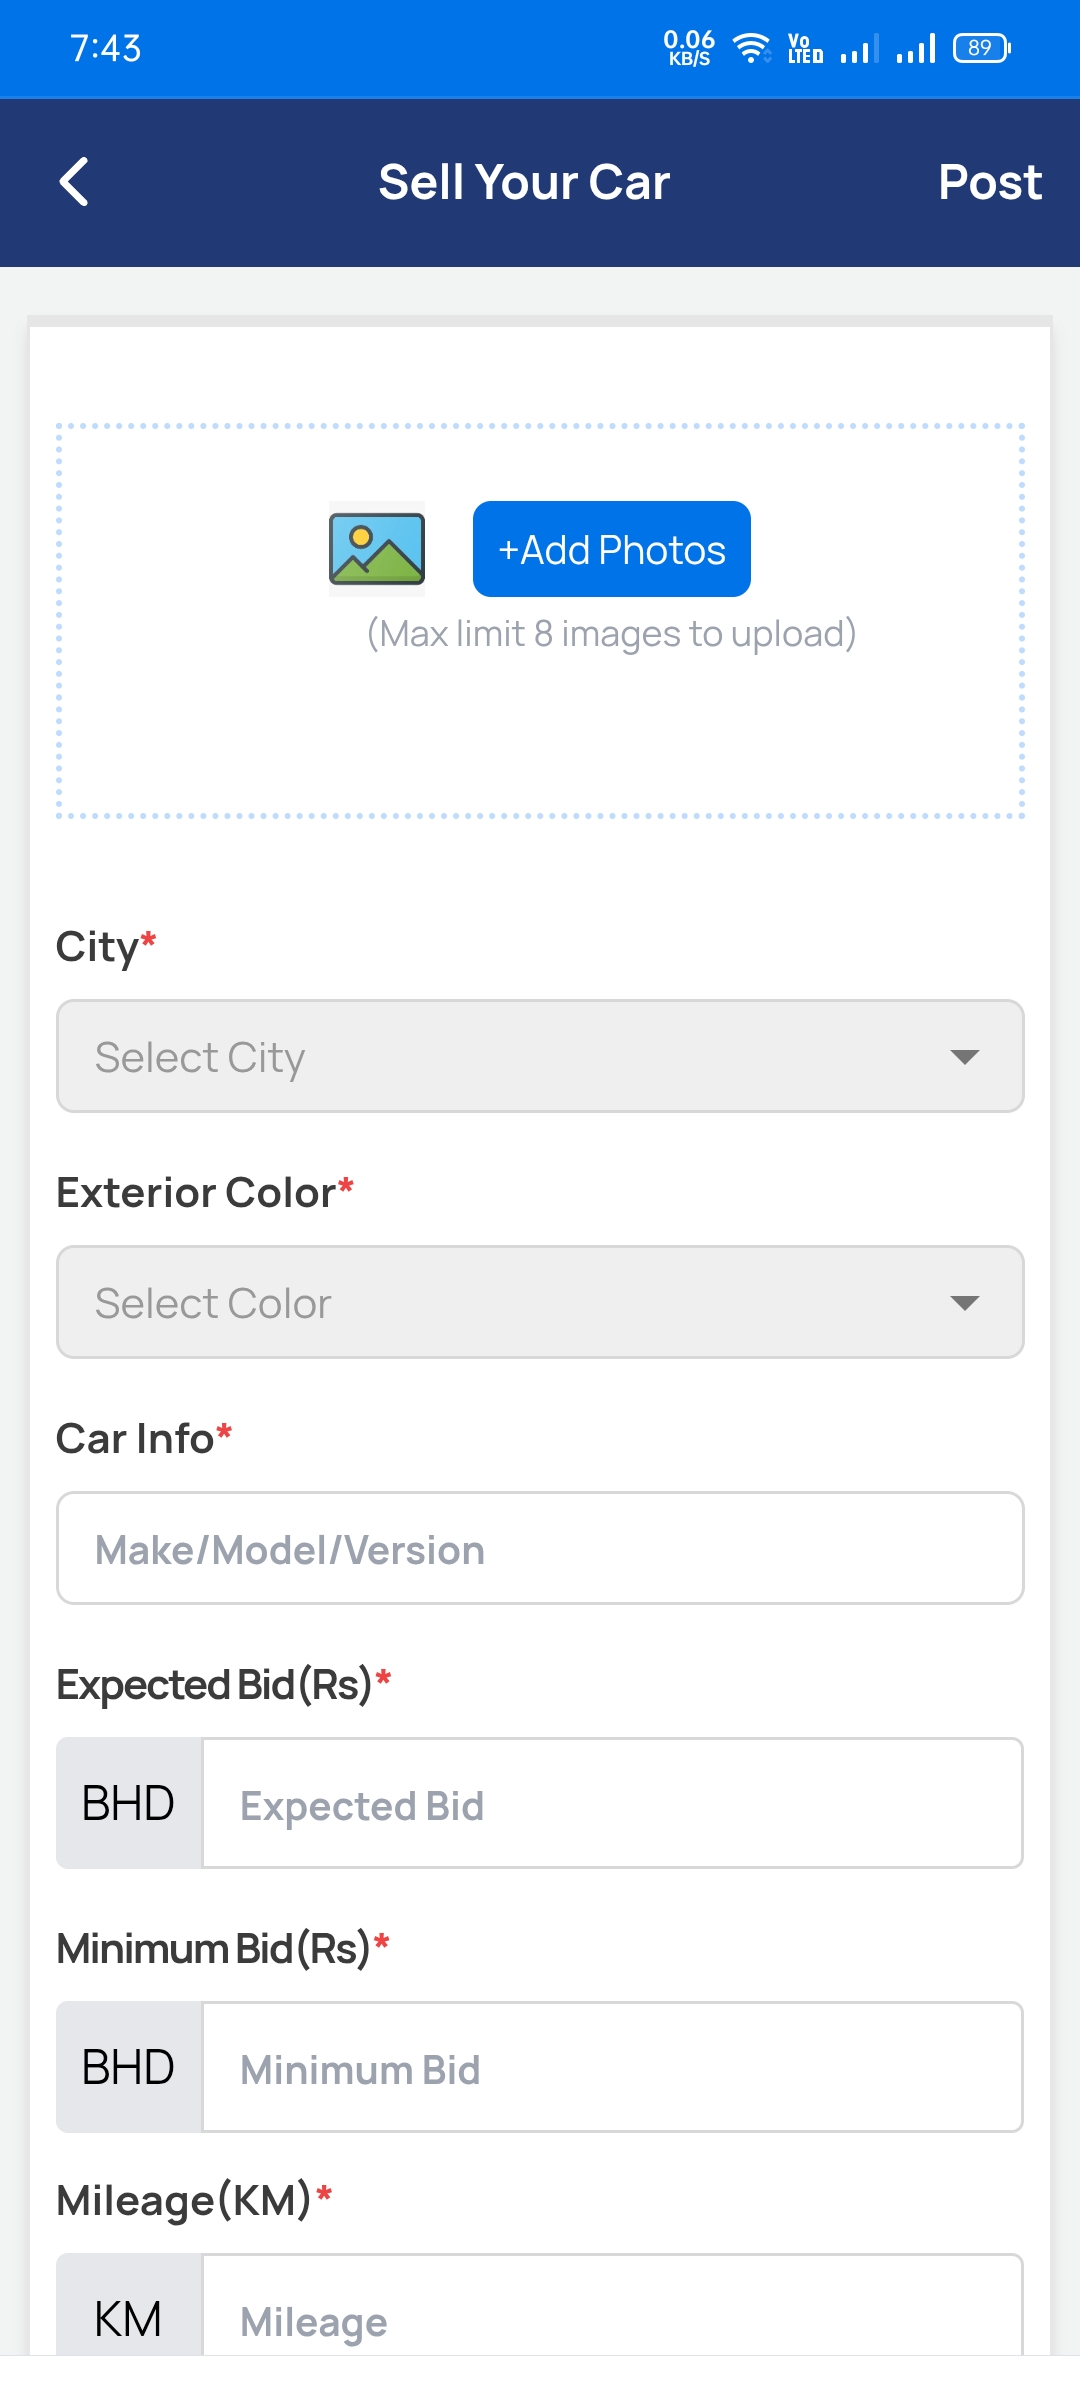 7:43
0.06
KB/S
Vo
LTE D
89
Sell Your Car
Post
+Add Photos
(Max limit 8 images to upload)
City*
Select City
Exterior Color*
Select Color
Car Info*
Make/Model/Version
Expected Bid(Rs)*
BHD
Expected Bid
Minimum Bid(Rs)*
BHD
Minimum Bid
Mileage(KM)*
KM
Mileage